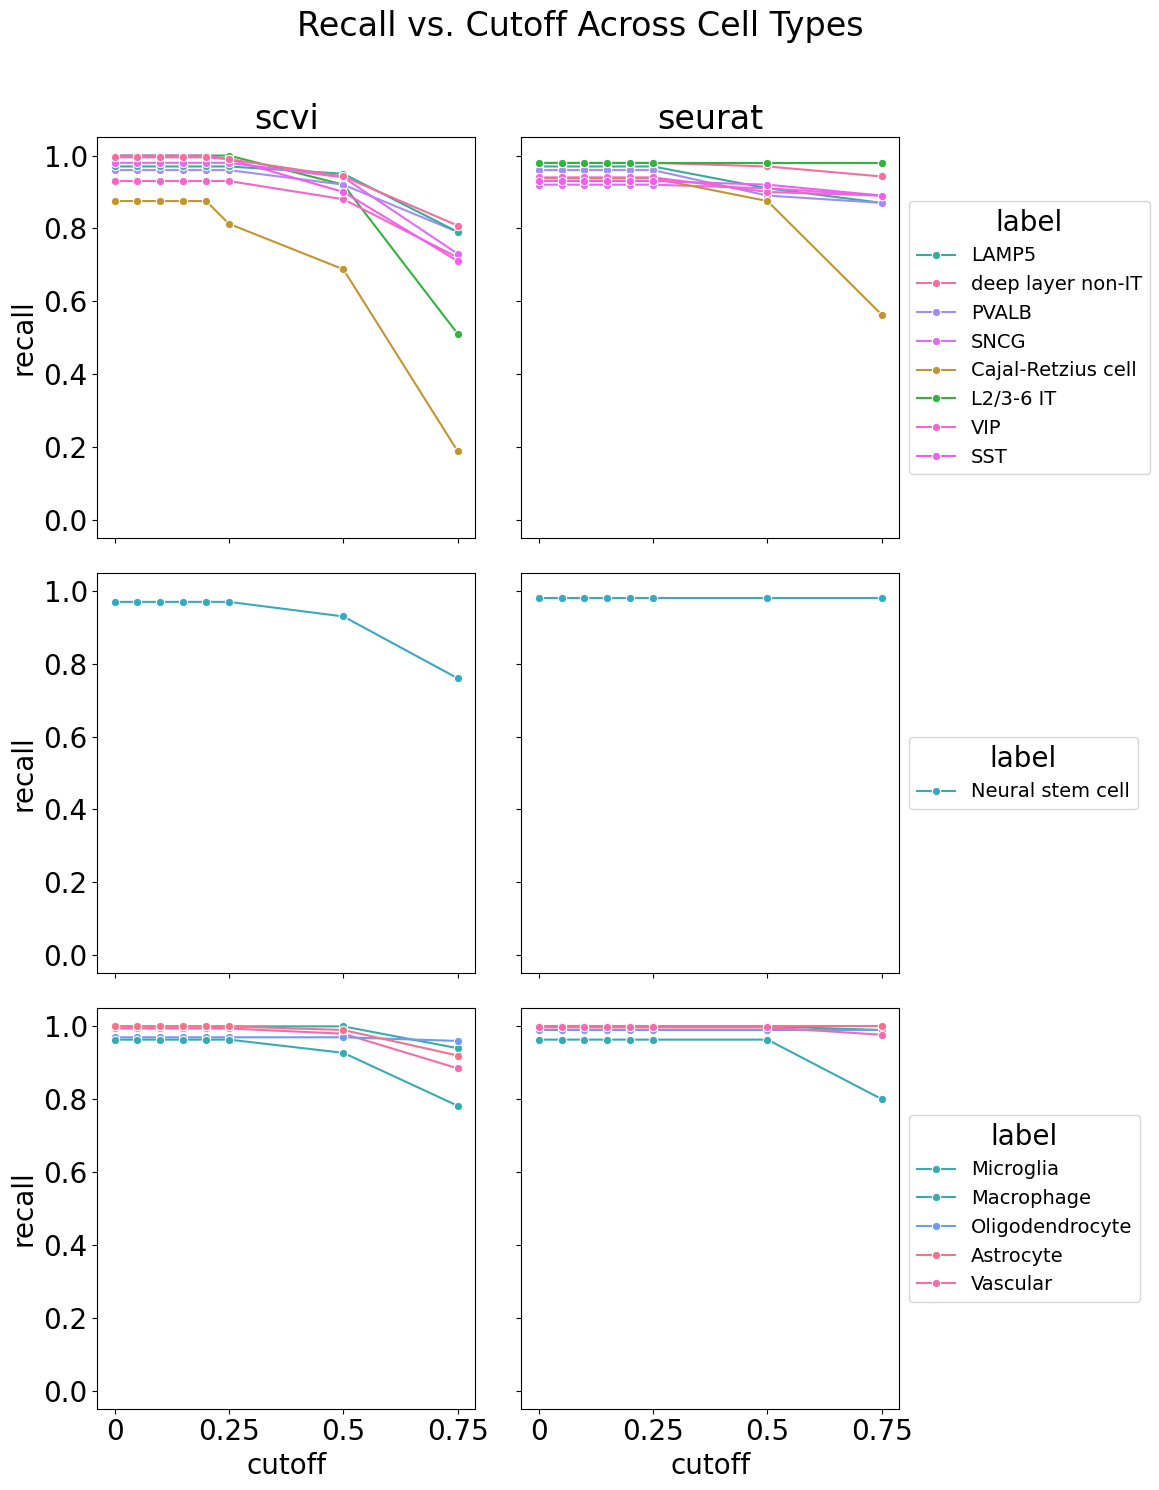 Recall vs. Cutoff Across Cell Types
scvi
seurat
recall
1.0
0.8
0.6
0.4
0.2
0.0
label
LAMP5
deep layer non-IT
PVALB
SNCG
Cajal-Retzius cell
L2/3-6 IT
VIP
SST
recall
1.0
0.8
0.6
0.4
0.2
0.0
label
Neural stem cell
recall
1.0
0.8
0.6
0.4
0.2
0.0
label
Microglia
Macrophage
Oligodendrocyte
Astrocyte
Vascular
0 0.25 0.5 0.75
0 0.25 0.5 0.75
cutoff
cutoff